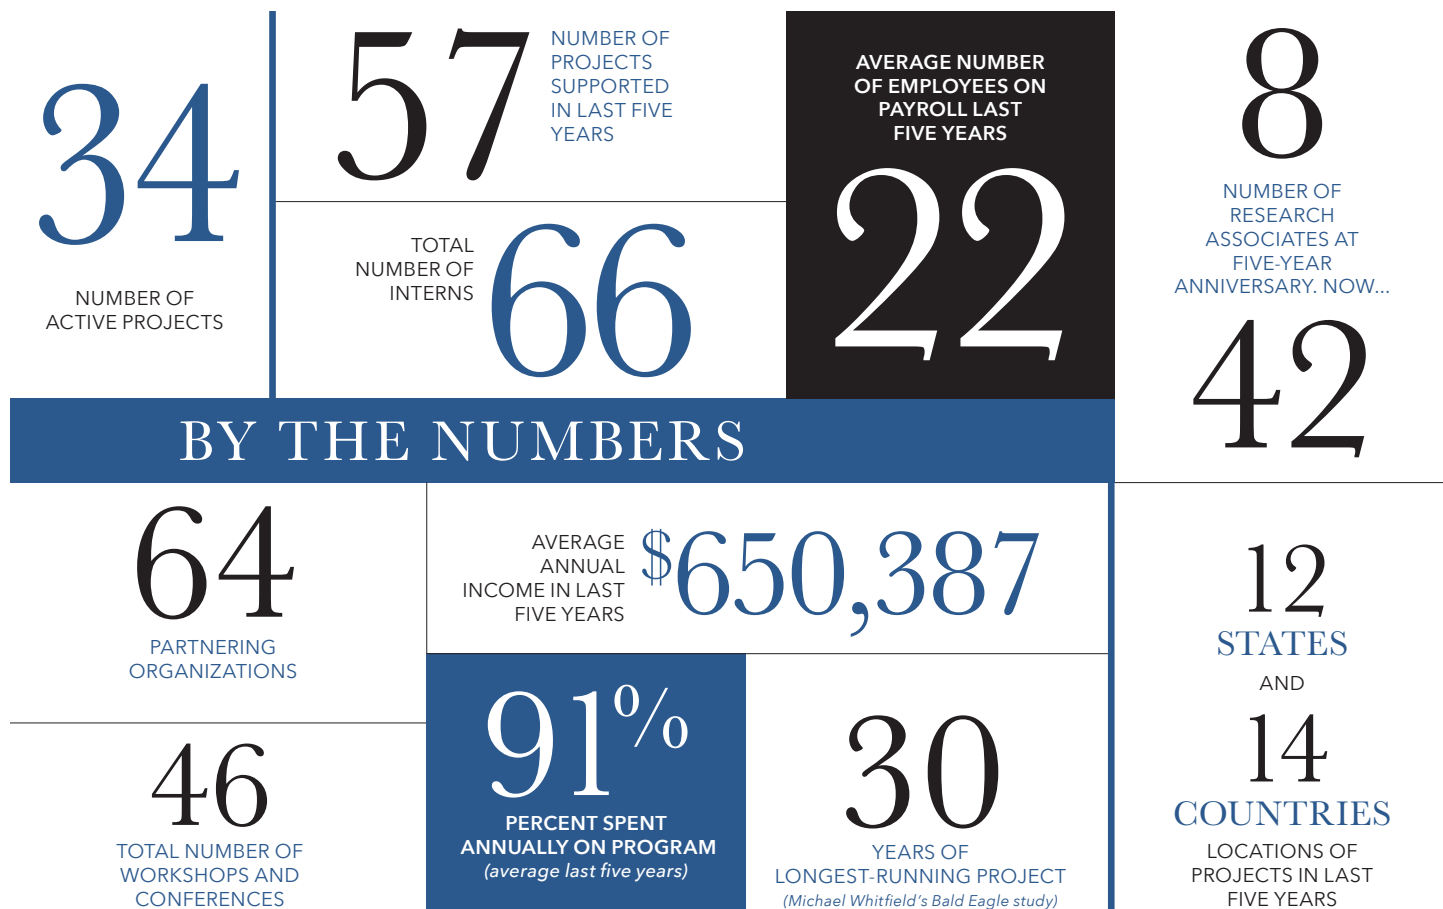 34
NUMBER OF
ACTIVE PROJECTS
57
NUMBER OF
PROJECTS
SUPPORTED
IN LAST FIVE
YEARS
TOTAL
NUMBER OF
INTERNS
66
AVERAGE NUMBER
OF EMPLOYEES ON
PAYROLL LAST
FIVE YEARS
22
8
NUMBER OF
RESEARCH
ASSOCIATES AT
FIVE-YEAR
ANNIVERSARY. NOW...
42
BY THE NUMBERS
64
PARTNERING
ORGANIZATIONS
46
TOTAL NUMBER OF
WORKSHOPS AND
CONFERENCES
AVERAGE
ANNUAL
INCOME IN LAST
FIVE YEARS
$650,387
91%
PERCENT SPENT
ANNUALLY ON PROGRAM
(average last five years)
30
YEARS OF
LONGEST-RUNNING PROJECT
(Michael Whitfield's Bald Eagle study)
12
STATES
AND
14
COUNTRIES
LOCATIONS OF
PROJECTS IN LAST
FIVE YEARS